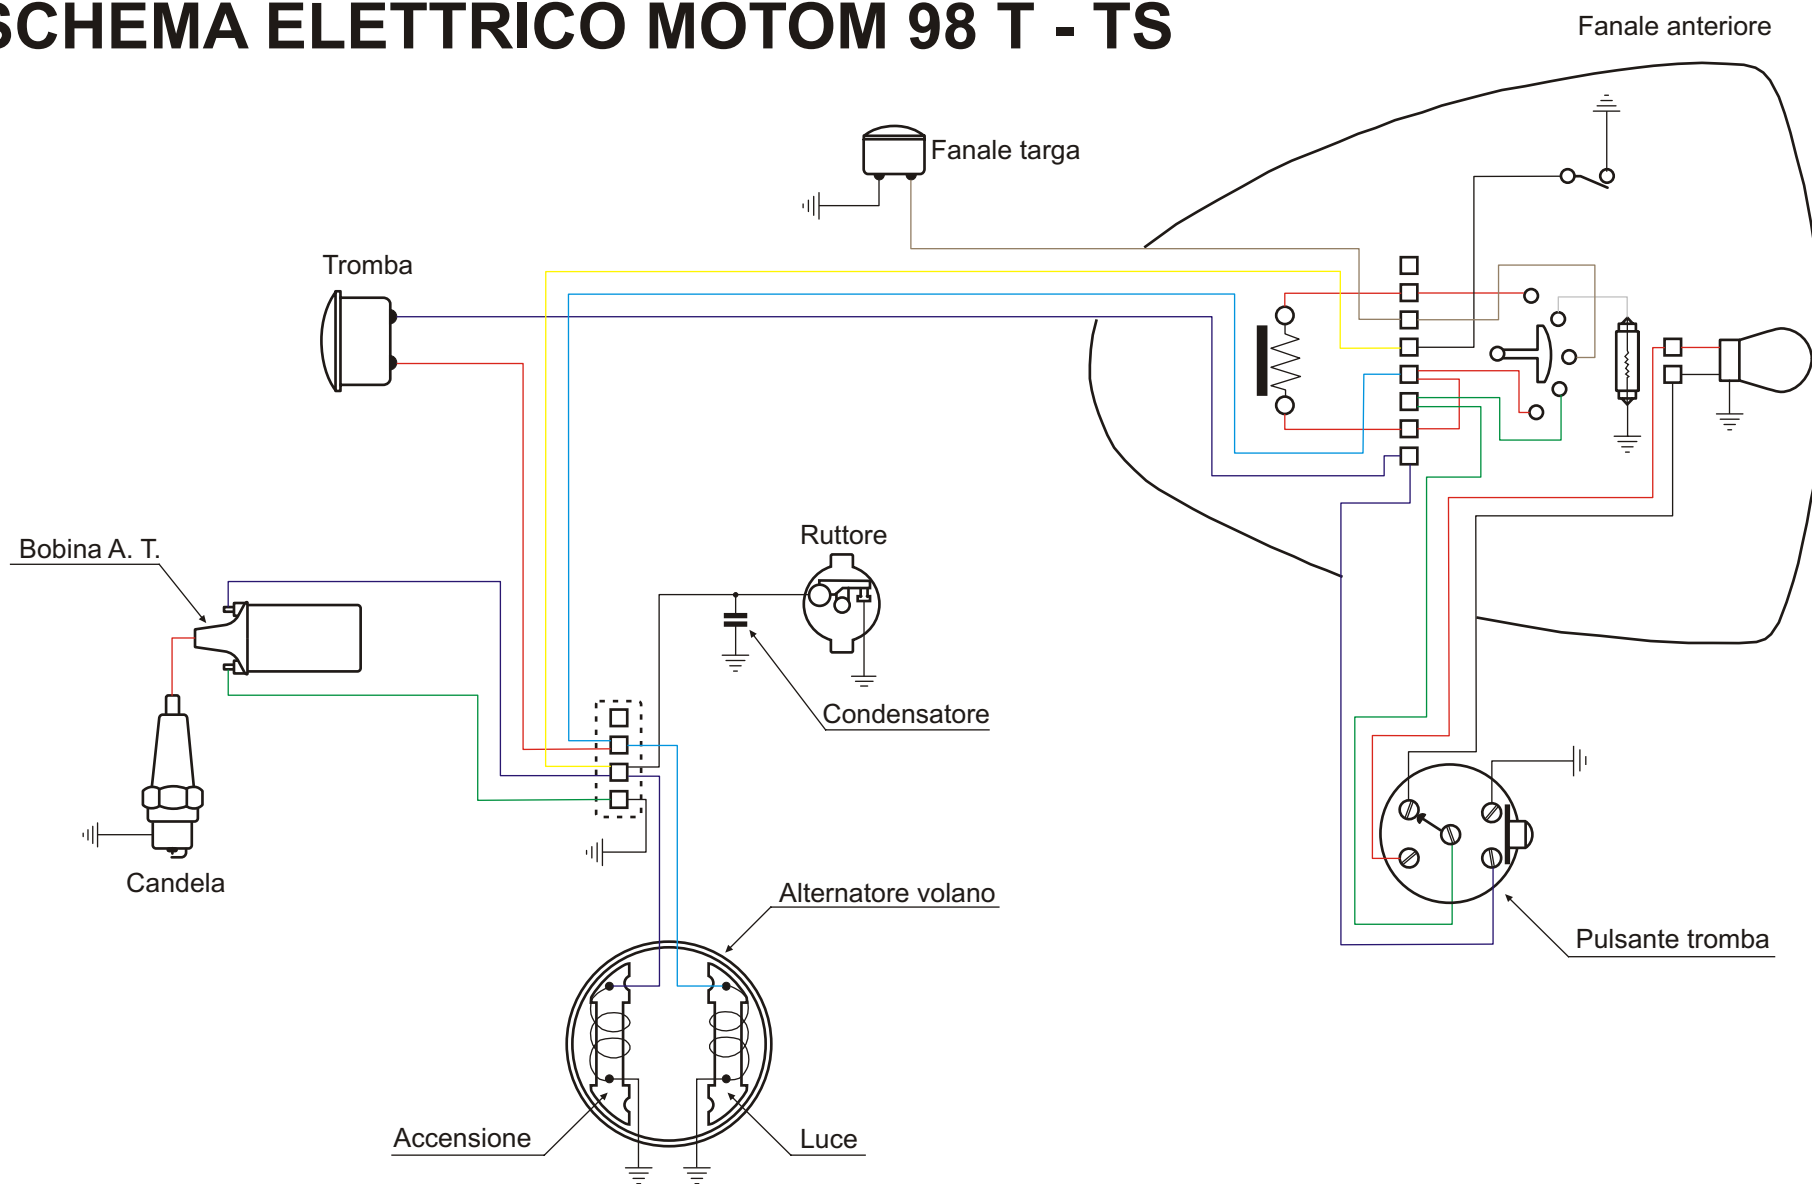 SCHEMA ELETTRICO MOTOM 98 T - TS
Fanale anteriore
Fanale targa
Tromba
Ruttore
Bobina A. T.
Condensatore
Candela
Alternatore volano
Pulsante tromba
Accensione
Luce